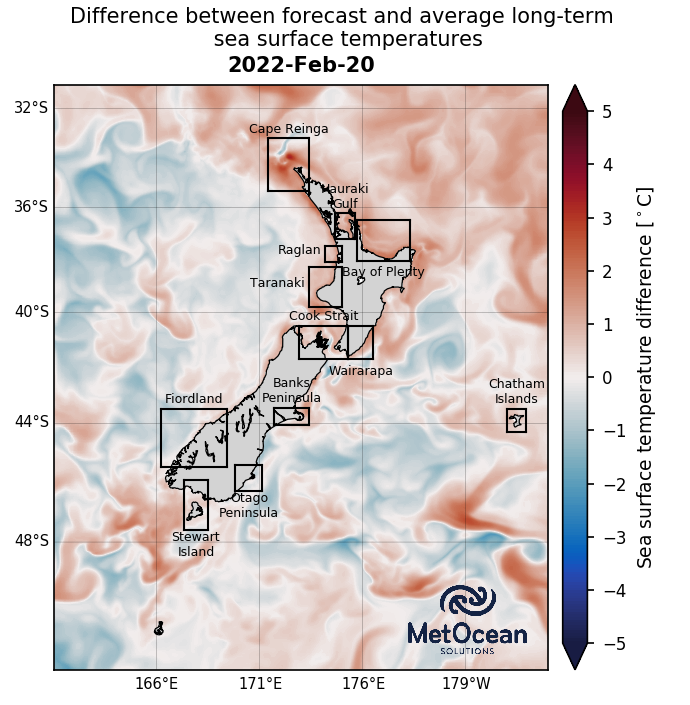 Difference between forecast and average long-term
sea surface temperatures
2022-Feb-20
32°S
36°S
40°S
44°S
48°S
166°E
171°E
176°E
179°W
Cape Reinga
Hauraki
Gulf
Raglan
Bay of Plenty
Taranaki
Cook Strait
Wairarapa
Banks
Peninsula
Fiordland
Chatham
Islands
Otago
Peninsula
Stewart
Island
MetOcean
SOLUTIONS
5
4
3
2
1
0
−1
−2
−3
−4
−5
Sea surface temperature difference [°C]